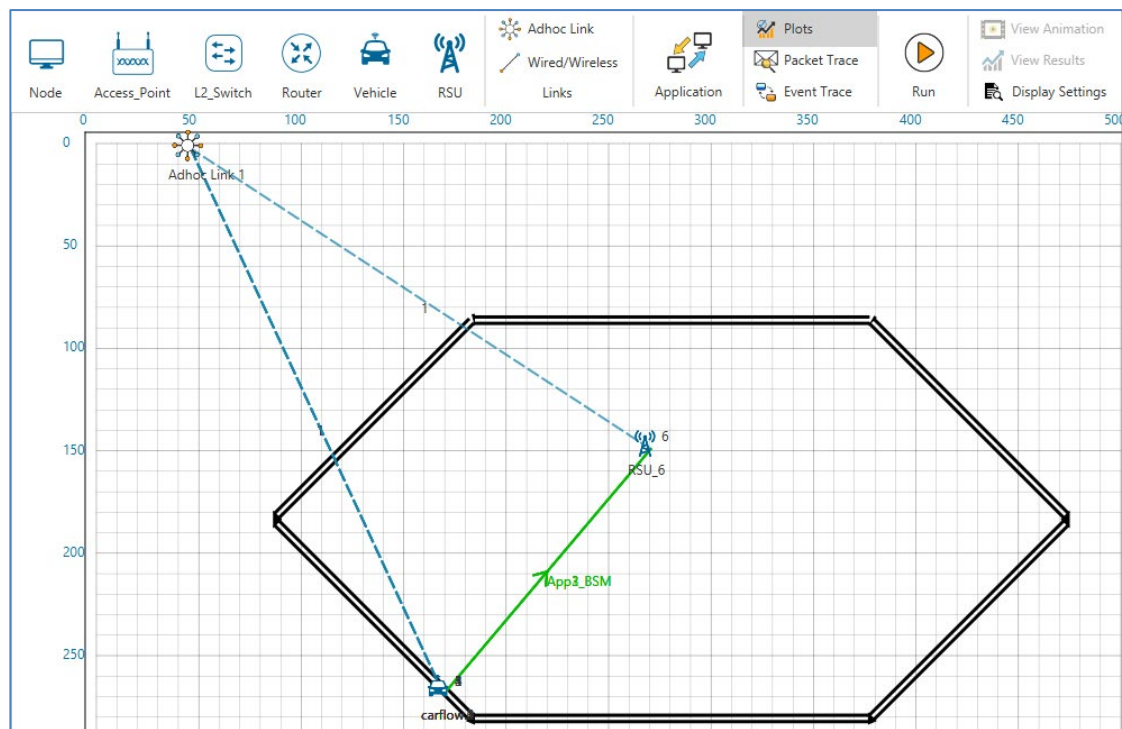 Adhoc Link
Plots
View Animation
Wired/Wireless
Packet Trace
View Results
Node
Access_Point
L2_Switch
Router
Vehicle
RSU
Links
Application
Event Trace
Run
Display Settings
0 50 100 150 200 250 300 350 400 450 500
0
Adhoc Link 1
50
1
100
150
6
RSU_6
200
250
carflow